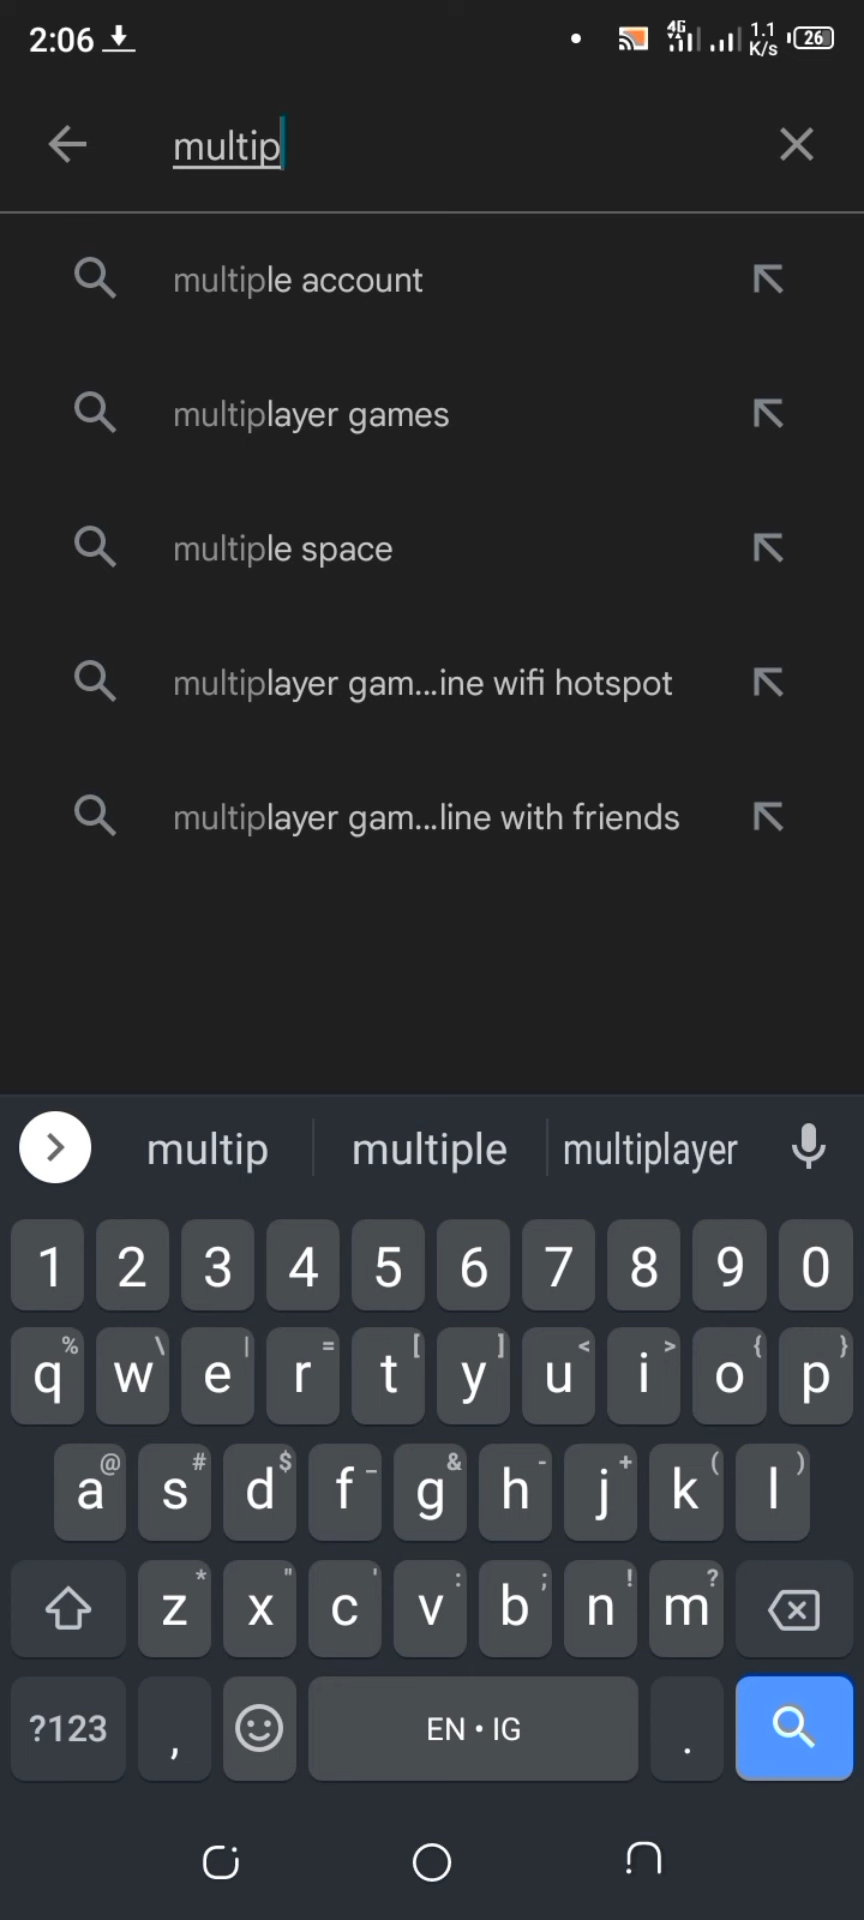 2:06 4G 1.1 K/s 26
multip
multiple account
multiplayer games
multiple space
multiplayer gam...ine wifi hotspot
multiplayer gam...line with friends
multip multiple multiplayer
1 2 3 4 5 6 7 8 9 0
q% w\ e| r= t[ y] u< i> o{ p}
a@ s# d$ f_ g& h- j+ k( l)
z* x" c' v: b; n! m?
?123 , EN • IG .